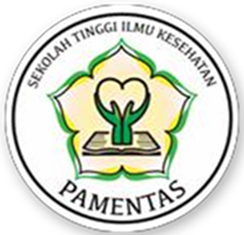 SEKOLAH TINGGI ILMU KESEHATAN
PAMENTAS